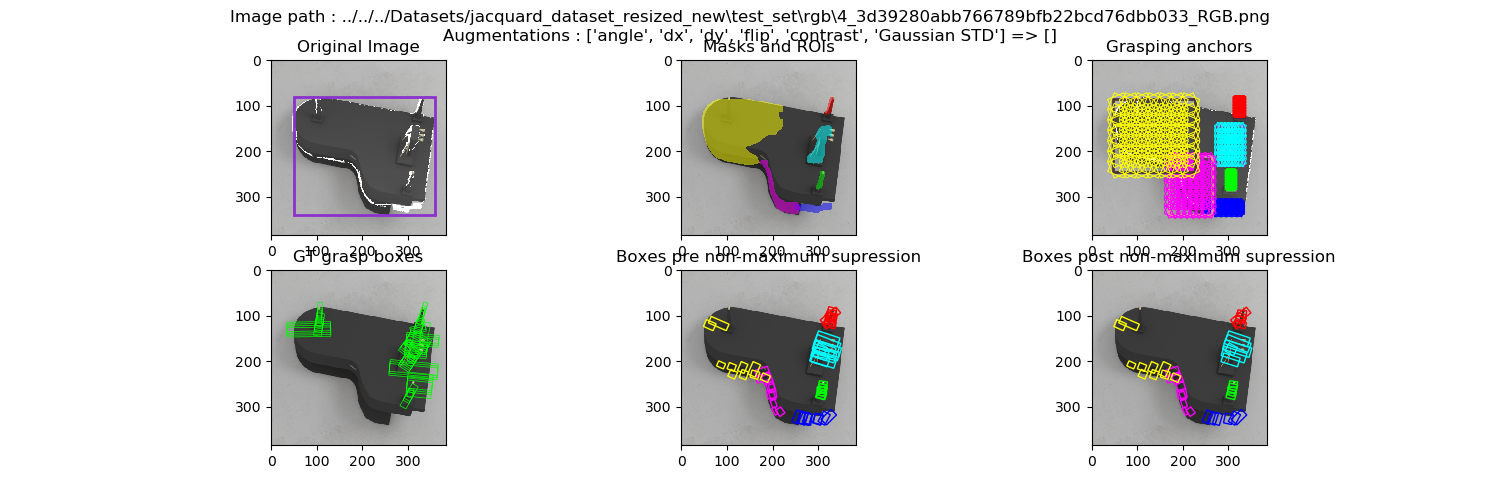 Image path : ../../../Datasets/jacquard_dataset_resized_new\test_set\rgb\4_3d39280abb766789bfb22bcd76dbb033_RGB.png
Augmentations : ['angle', 'dx', 'dy', 'flip', 'contrast', 'Gaussian STD'] => []
Original Image
Masks and ROIs
Grasping anchors
0
100
200
300
0 100 200 300
0
100
200
300
0 100 200 300
0
100
200
300
0 100 200 300
GT grasp boxes
Boxes pre non-maximum supression
Boxes post non-maximum supression
0
100
200
300
0 100 200 300
0
100
200
300
0 100 200 300
0
100
200
300
0 100 200 300